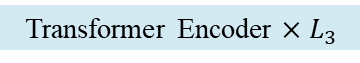 Transformer Encoder × L₃